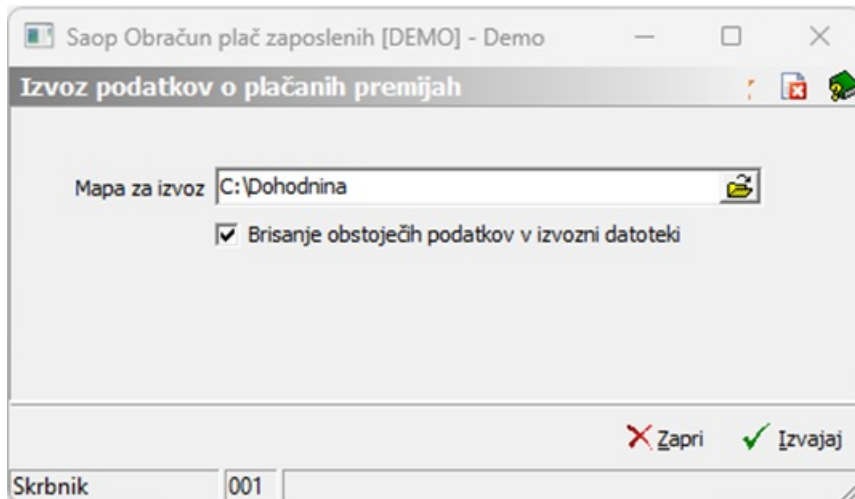 Saop Obračun plač zaposlenih [DEMO] - Demo
Izvoz podatkov o plačanih premijah
Mapa za izvoz C:\Dohodnina
Brisanje obstoječih podatkov v izvozni datoteki
Zapri Izvajaj
Skrbnik 001